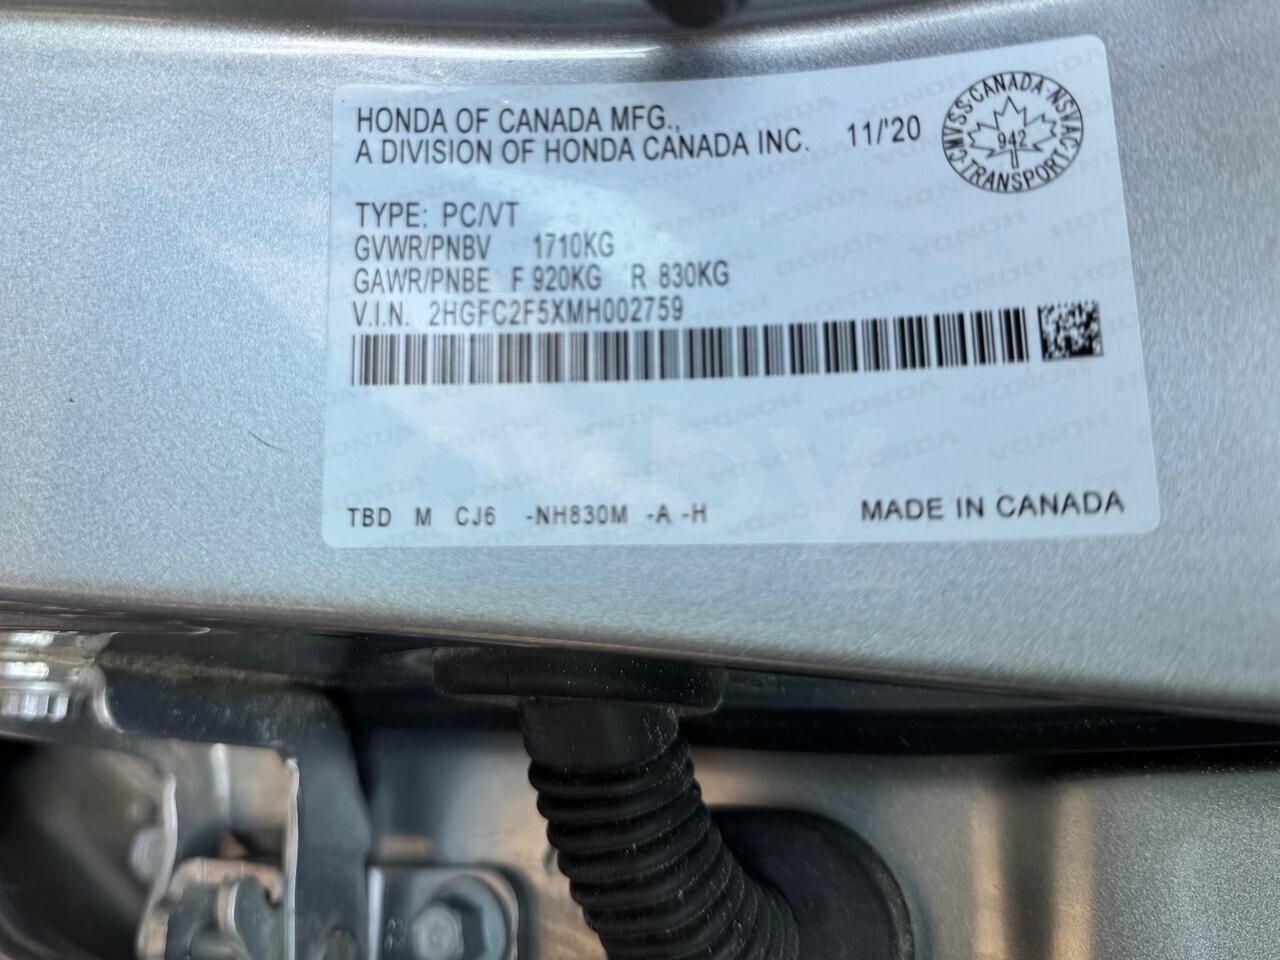 HONDA OF CANADA MFG.,
A DIVISION OF HONDA CANADA INC. 11/'20
CMVSS·CANADA·NSVAC·TRANSPORT
942
TYPE: PC/VT
GVWR/PNBV 1710KG
GAWR/PNBE F 920KG R 830KG
V.I.N. 2HGFC2F5XMH002759
TBD M CJ6 -NH830M -A -H
MADE IN CANADA